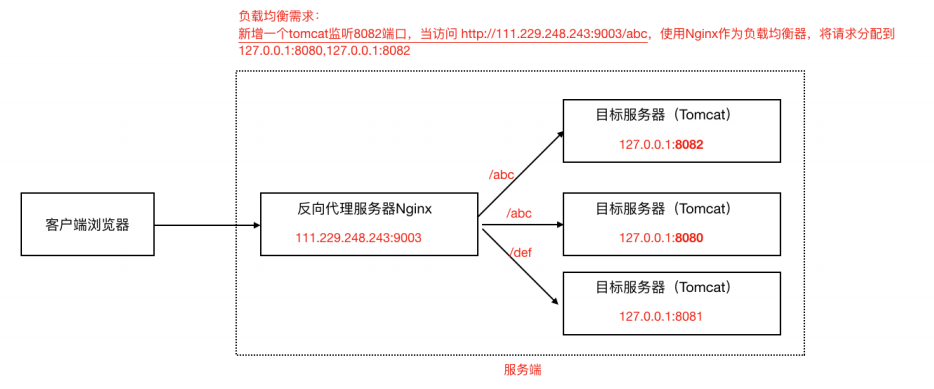 负载均衡需求：
新增一个tomcat监听8082端口，当访问 http://111.229.248.243:9003/abc，使用Nginx作为负载均衡器，将请求分配到
127.0.0.1:8080,127.0.0.1:8082
目标服务器（Tomcat）
127.0.0.1:8082
/abc
客户端浏览器
反向代理服务器Nginx
111.229.248.243:9003
/abc
目标服务器（Tomcat）
127.0.0.1:8080
/def
目标服务器（Tomcat）
127.0.0.1:8081
服务端